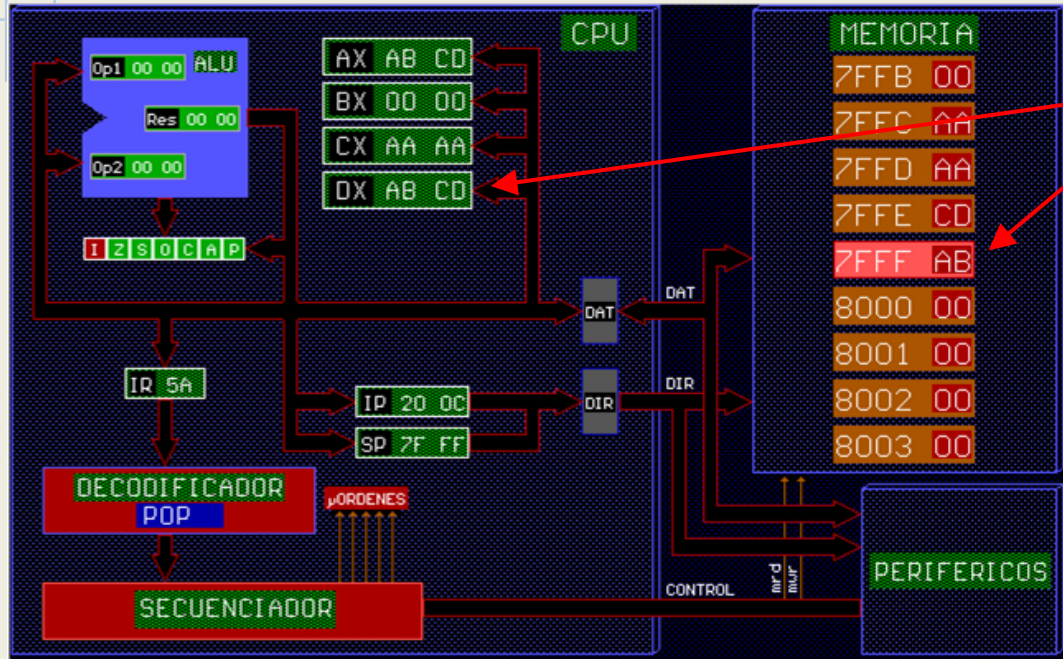 CPU
MEMORIA
Op1 00 00
ALU
Res 00 00
Op2 00 00
I Z S O C A P
AX AB CD
BX 00 00
CX AA AA
DX AB CD
7FFB 00
7FFC AA
7FFD AA
7FFE CD
7FFF AB
8000 00
8001 00
8002 00
8003 00
DAT
DAT
IR 5A
IP 20 0C
SP 7F FF
DIR
DIR
DECODIFICADOR
POP
µORDENES
SECUENCIADOR
CONTROL
mrd
mwr
PERIFERICOS